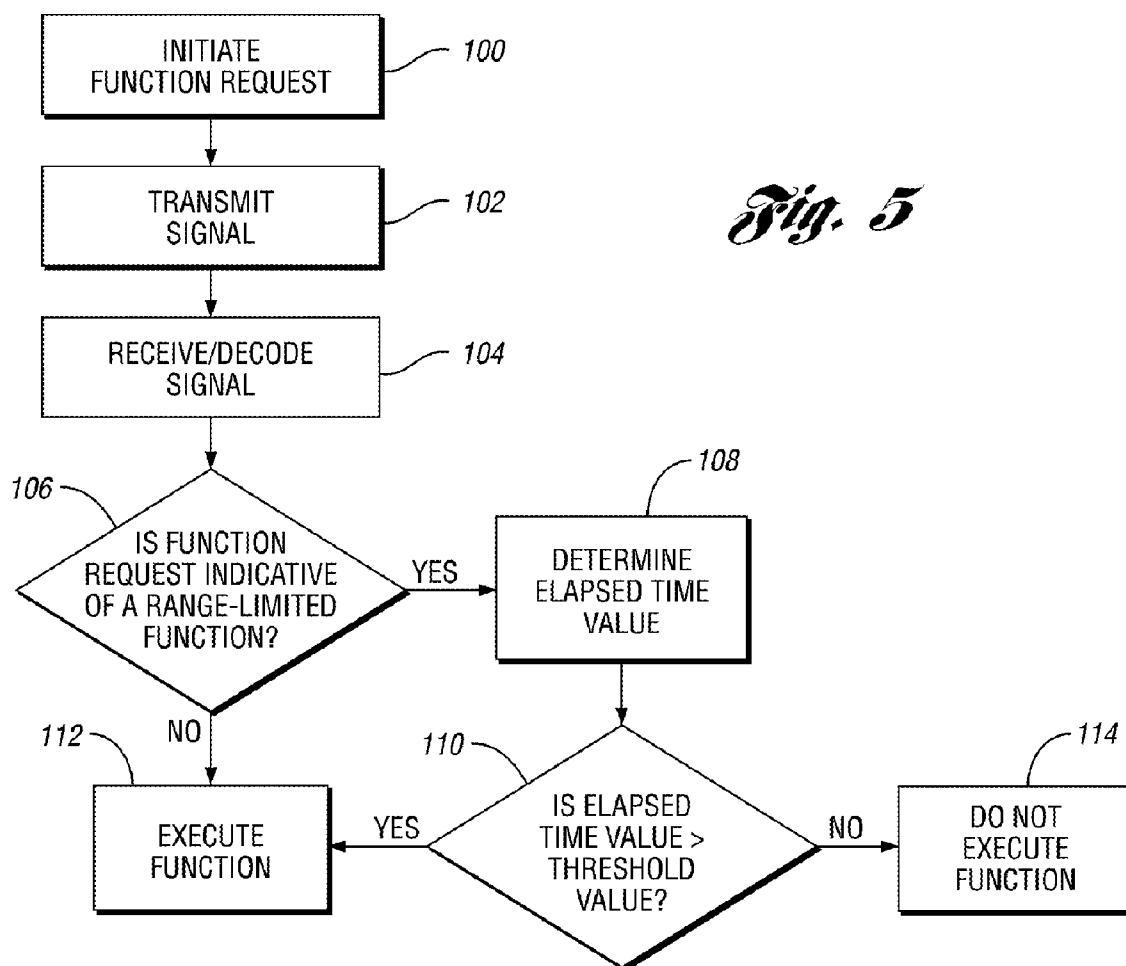 INITIATE
FUNCTION REQUEST
100
TRANSMIT
SIGNAL
102
Fig. 5
RECEIVE/DECODE
SIGNAL
104
106
IS FUNCTION
REQUEST INDICATIVE
OF A RANGE-LIMITED
FUNCTION?
YES
108
DETERMINE
ELAPSED TIME
VALUE
NO
112
EXECUTE
FUNCTION
YES
110
IS ELAPSED
TIME VALUE >
THRESHOLD
VALUE?
NO
114
DO NOT
EXECUTE
FUNCTION